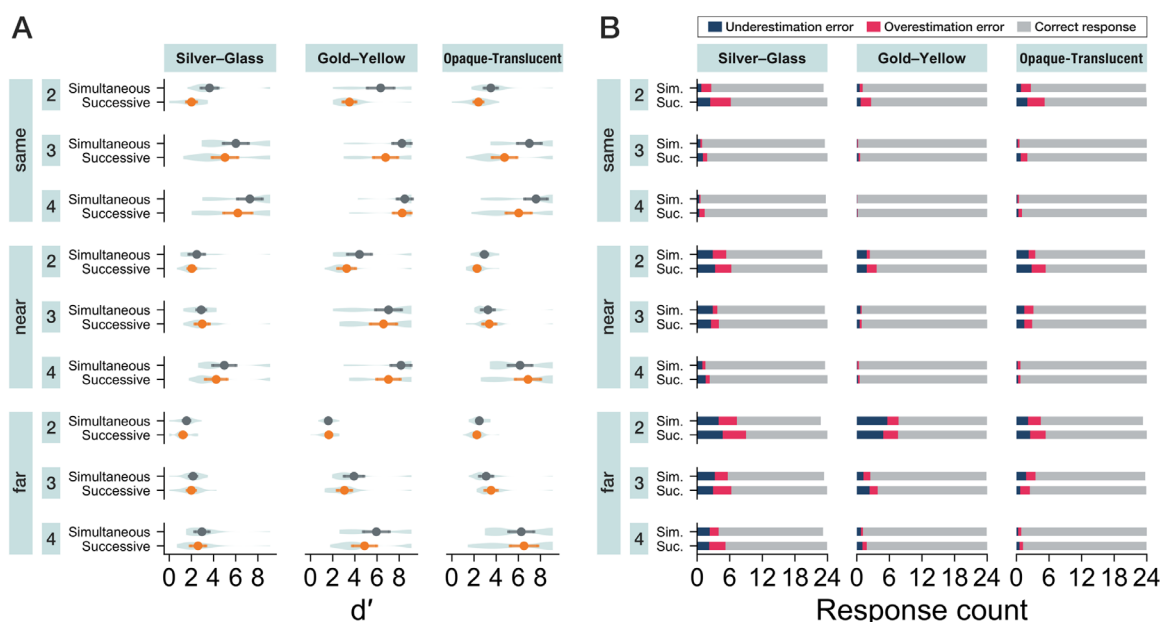 A
B
Underestimation error Overestimation error Correct response
Silver–Glass Gold–Yellow Opaque-Translucent
Silver–Glass Gold–Yellow Opaque-Translucent
same
2 Simultaneous
Successive
3 Simultaneous
Successive
4 Simultaneous
Successive
near
2 Simultaneous
Successive
3 Simultaneous
Successive
4 Simultaneous
Successive
far
2 Simultaneous
Successive
3 Simultaneous
Successive
4 Simultaneous
Successive
0 2 4 6 8 0 2 4 6 8 0 2 4 6 8
d′
same
2 Sim.
Suc.
3 Sim.
Suc.
4 Sim.
Suc.
near
2 Sim.
Suc.
3 Sim.
Suc.
4 Sim.
Suc.
far
2 Sim.
Suc.
3 Sim.
Suc.
4 Sim.
Suc.
0 6 12 18 24 0 6 12 18 24 0 6 12 18 24
Response count